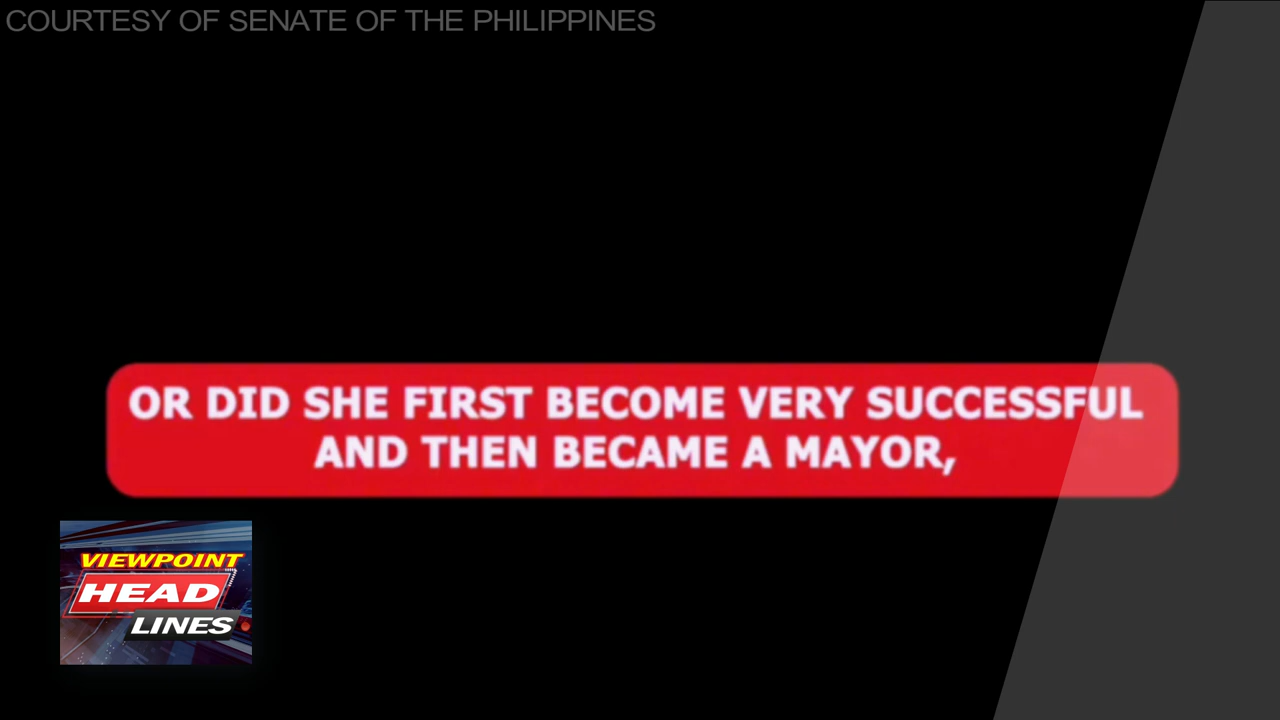 COURTESY OF SENATE OF THE PHILIPPINES
OR DID SHE FIRST BECOME VERY SUCCESSFUL
AND THEN BECAME A MAYOR,
VIEWPOINT
HEAD
LINES